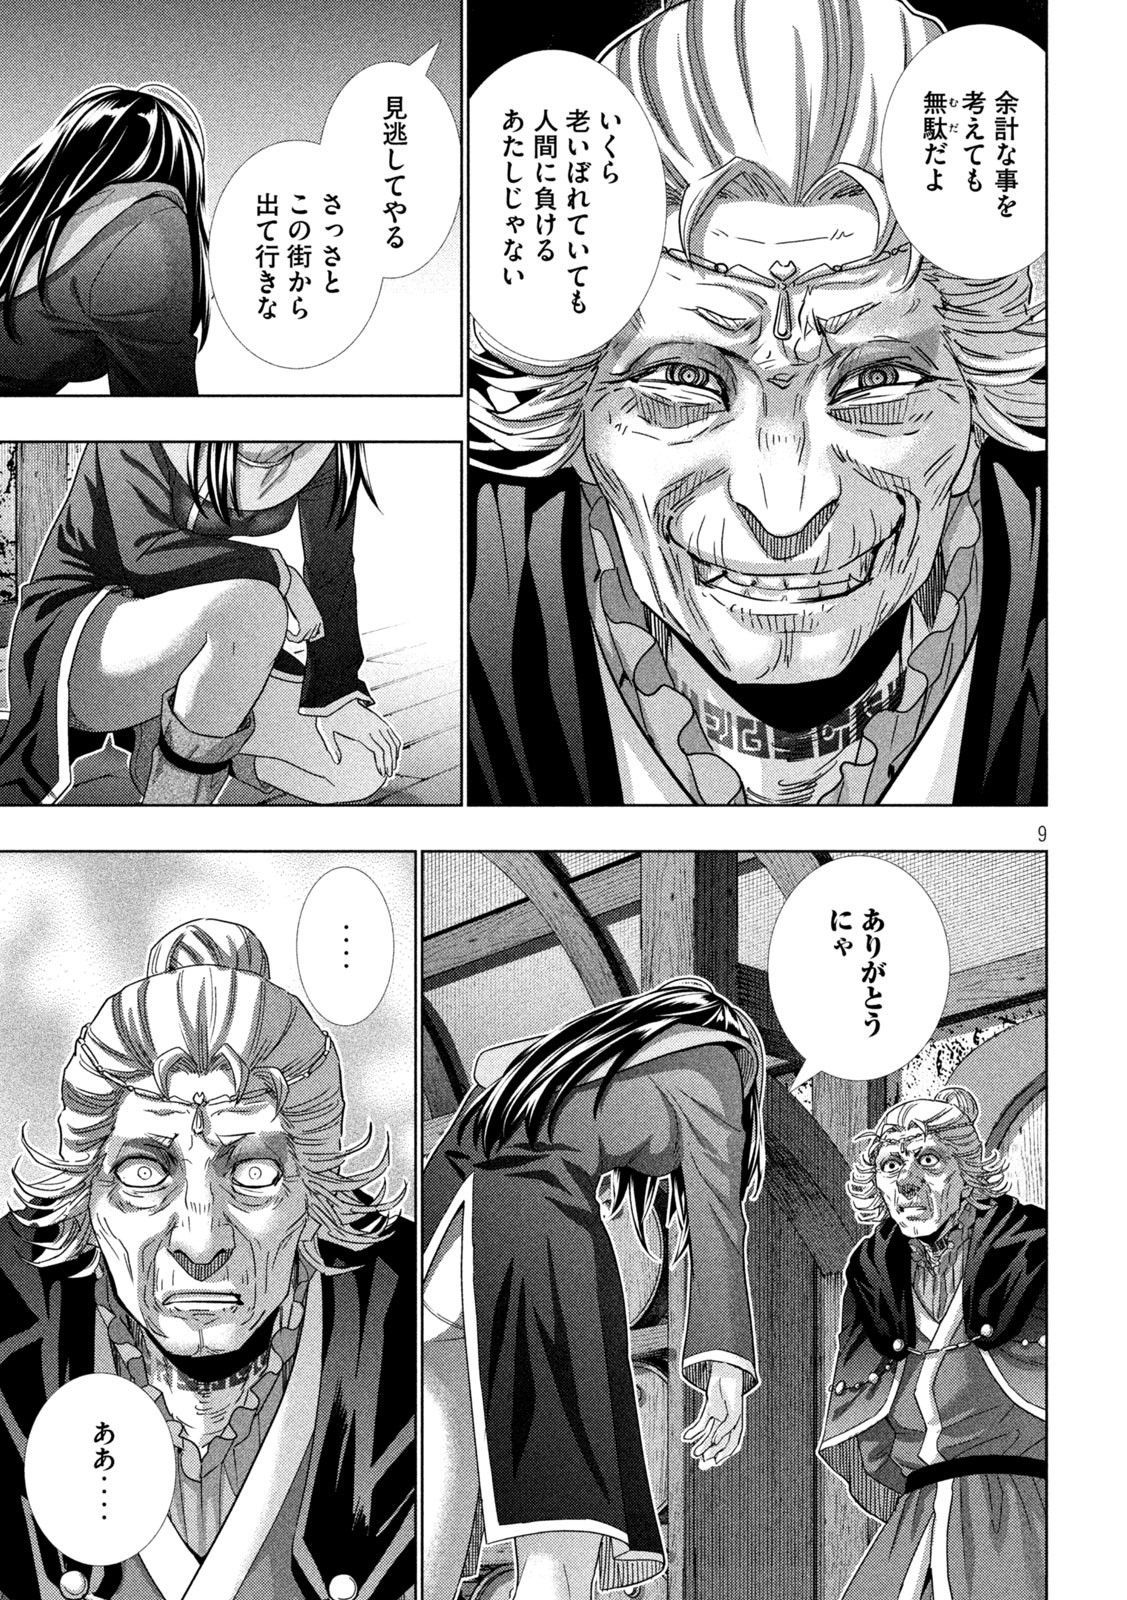 余計な事を
考えても
無駄だよ
むだ
いくら
老いぼれていても
人間に負ける
あたしじゃない
見逃してやる
さっさと
この街から
出て行きな
9
ありがとう
にゃ
‥‥
ああ‥‥